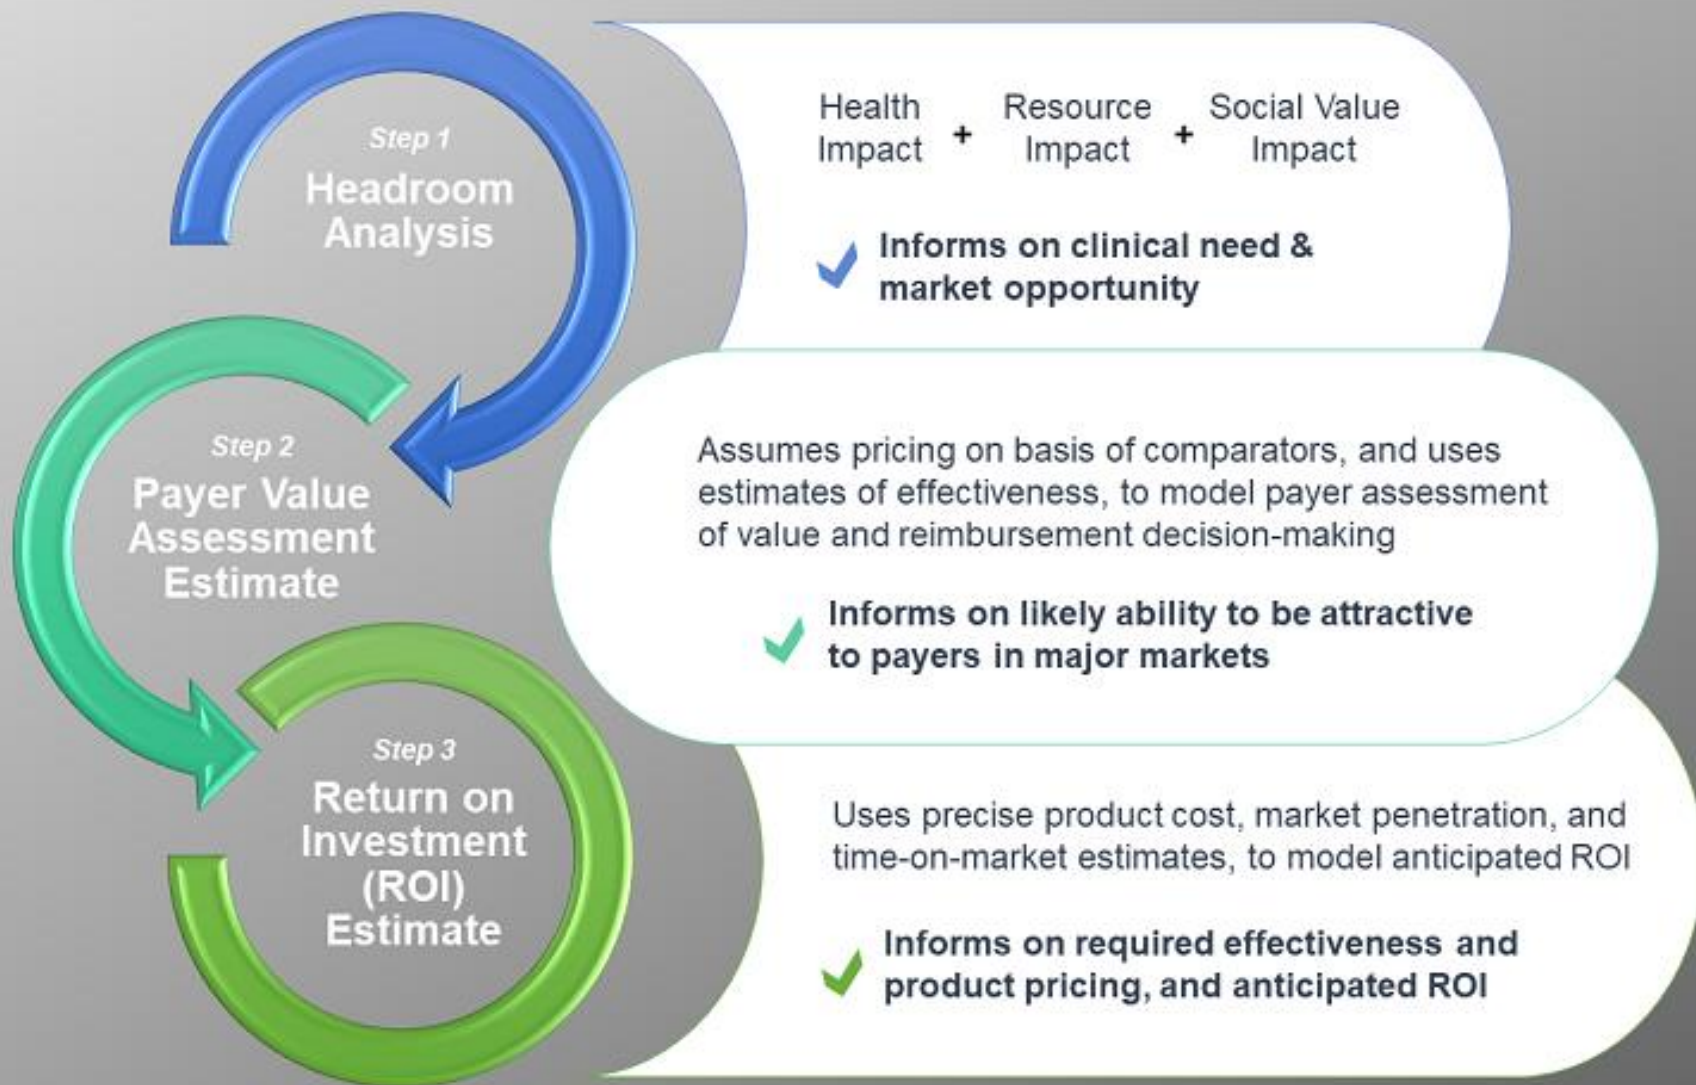 Step 1
Headroom
Analysis
Health
Impact
+
Resource
Impact
+
Social Value
Impact
Informs on clinical need &
market opportunity
Step 2
Payer Value
Assessment
Estimate
Assumes pricing on basis of comparators, and uses
estimates of effectiveness, to model payer assessment
of value and reimbursement decision-making
Informs on likely ability to be attractive
to payers in major markets
Step 3
Return on
Investment
(ROI)
Estimate
Uses precise product cost, market penetration, and
time-on-market estimates, to model anticipated ROI
Informs on required effectiveness and
product pricing, and anticipated ROI